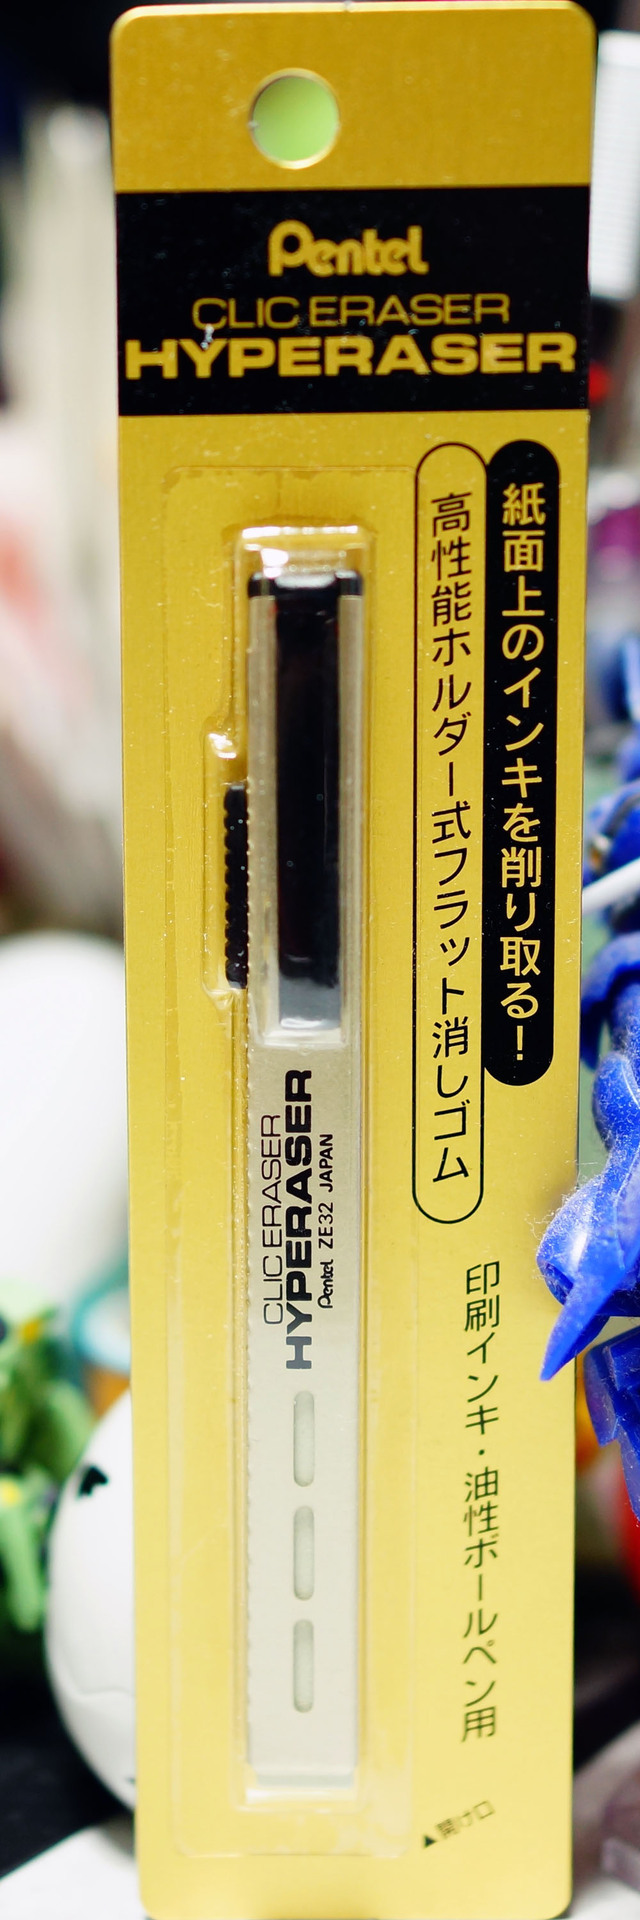 Pentel
CLIC ERASER
HYPERASER
紙面上のインキを削り取る!
高性能ホルダー式フラット消しゴム
CLIC ERASER
HYPERASER
Pentel ZE32 JAPAN
印刷インキ・油性ボールペン用
▲開け口